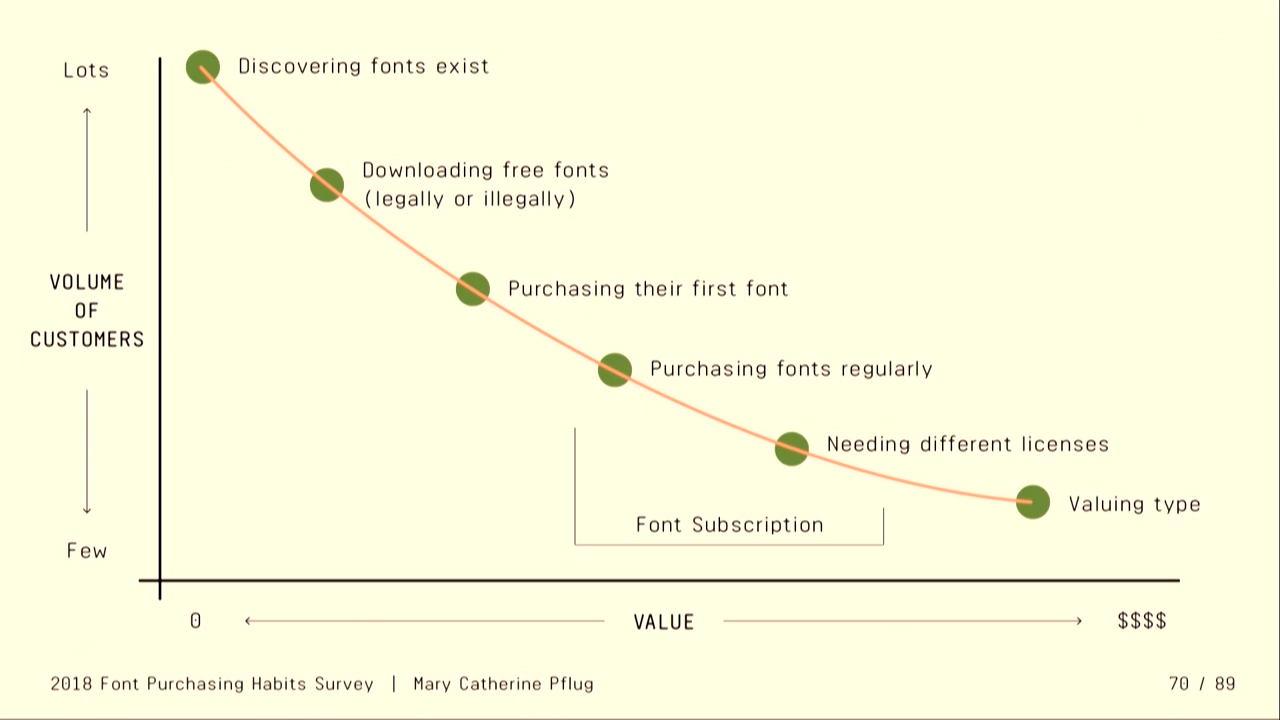 Lots
Discovering fonts exist
Downloading free fonts
(legally or illegally)
VOLUME
OF
CUSTOMERS
Purchasing their first font
Purchasing fonts regularly
Needing different licenses
Valuing type
Font Subscription
Few
0
VALUE
$$$$
2018 Font Purchasing Habits Survey | Mary Catherine Pflug
70 / 89